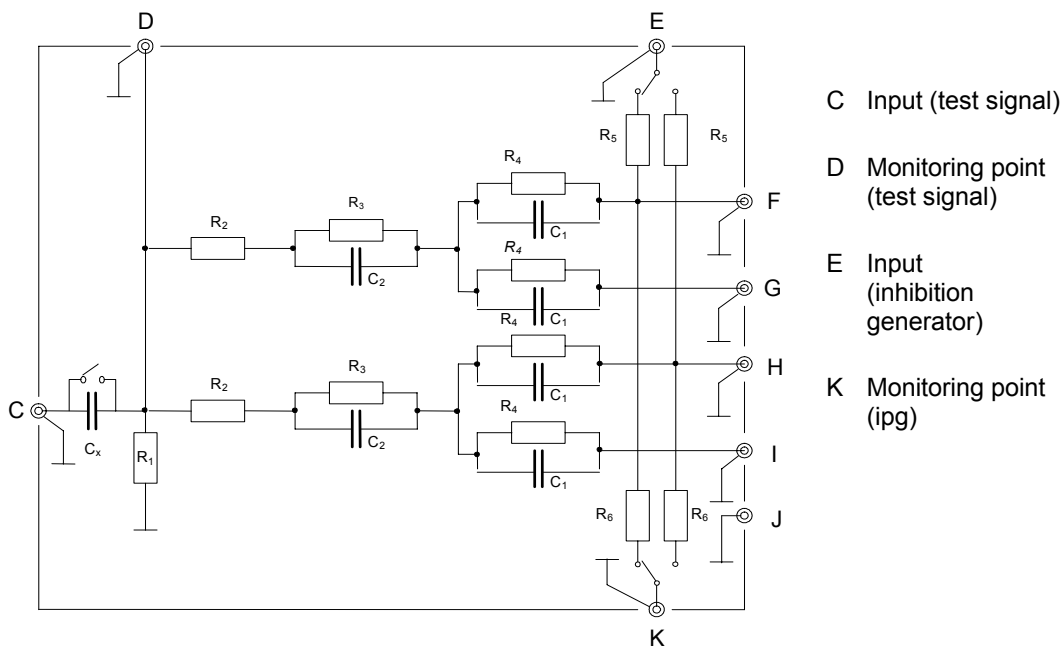 D
E
C Input (test signal)
D Monitoring point
(test signal)
E Input
(inhibition
generator)
K Monitoring point
(ipg)
R₅ R₅
R₄
C₁
F
R₂ R₃
C₂
R₄
C₁
G
R₄
C₁
H
R₂ R₃
C₂
R₄
C₁
I
C
Cₓ
R₁
R₆ R₆
J
K